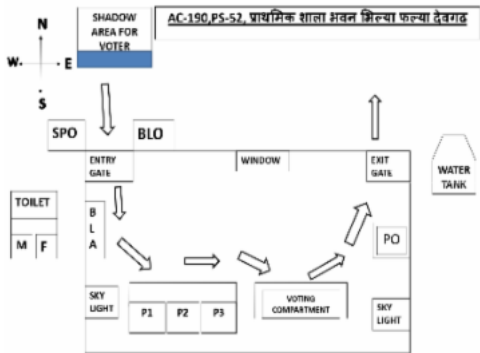 SHADOW
AREA FOR
VOTER
AC-190,PS-52, प्राथमिक शाला भवन भिल्या फल्या देवगढ
N
W
E
S
SPO
BLO
ENTRY
GATE
WINDOW
EXIT
GATE
WATER
TANK
TOILET
M
F
B
L
A
PO
SKY
LIGHT
P1
P2
P3
VOTING
COMPARTMENT
SKY
LIGHT